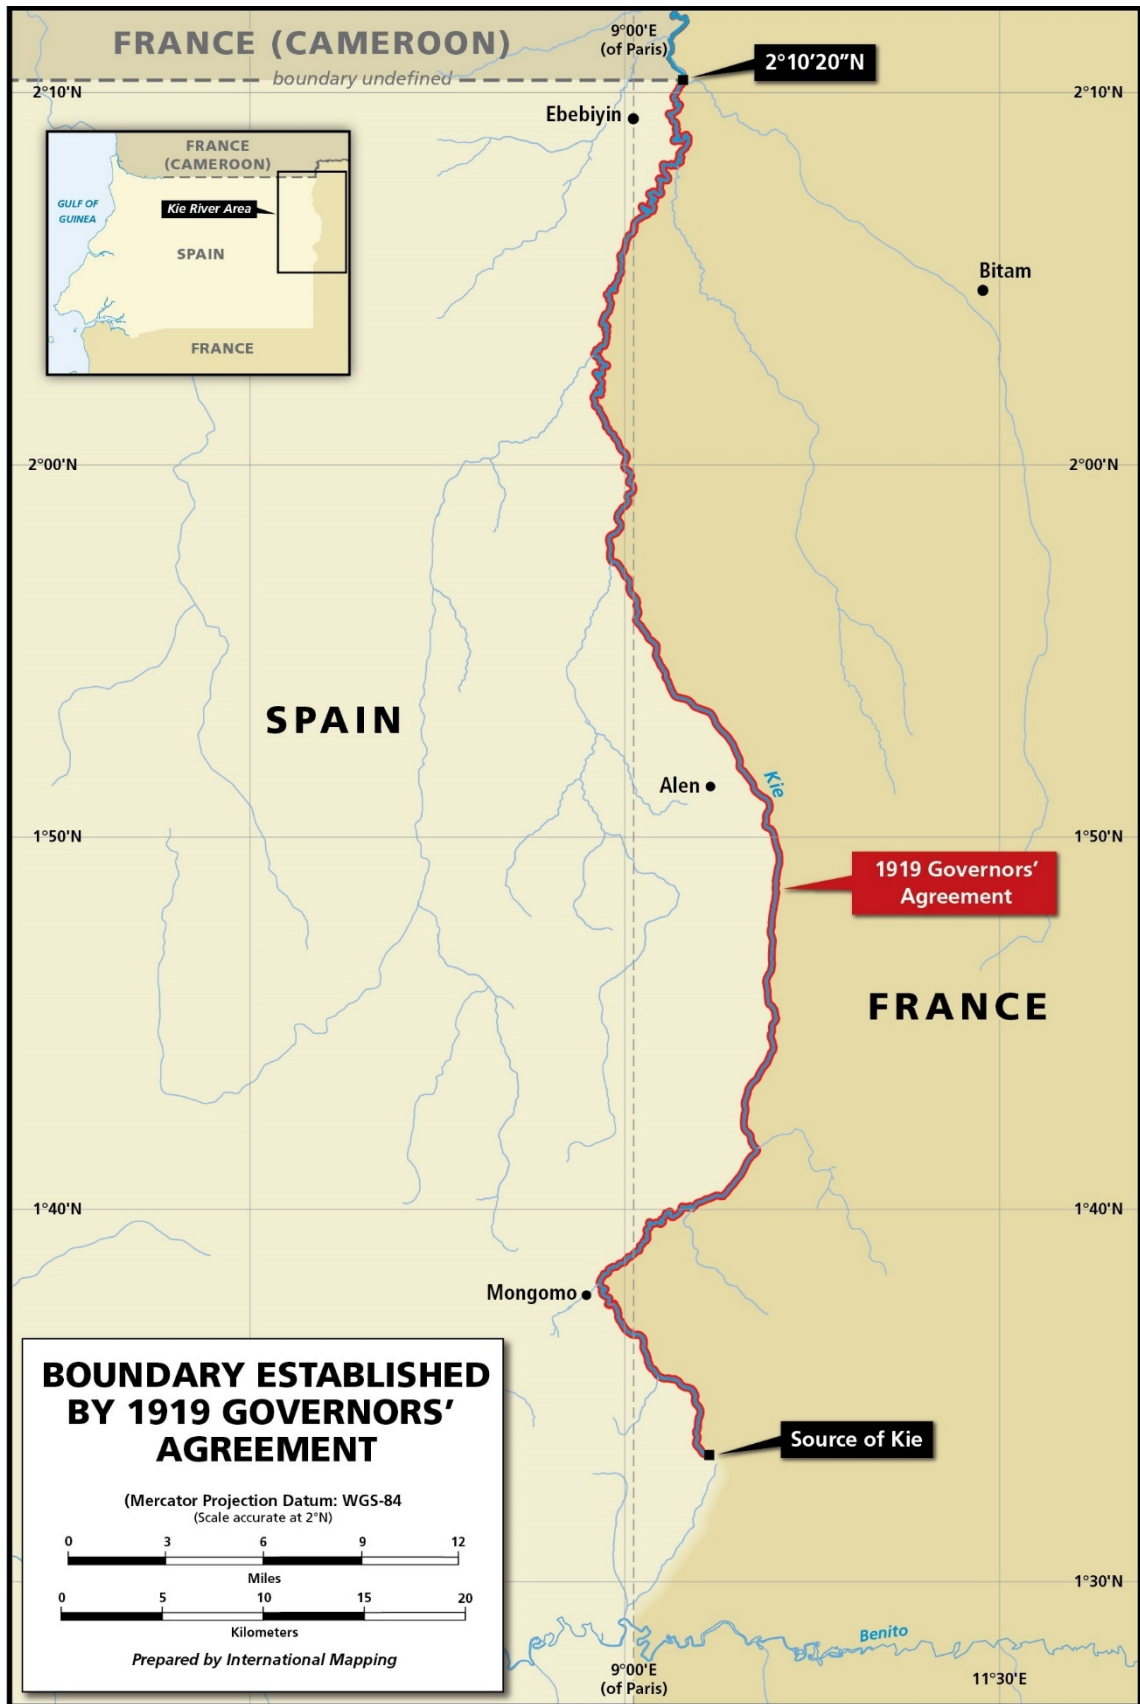 FRANCE (CAMEROON)
9°00'E
(of Paris)
2°10'20"N
boundary undefined
2°10'N
2°10'N
Ebebiyin
FRANCE
(CAMEROON)
GULF OF
GUINEA
Kie River Area
SPAIN
FRANCE
Bitam
2°00'N
2°00'N
SPAIN
Alen
Kie
1°50'N
1°50'N
1919 Governors'
Agreement
FRANCE
1°40'N
1°40'N
Mongomo
BOUNDARY ESTABLISHED
BY 1919 GOVERNORS'
AGREEMENT
(Mercator Projection Datum: WGS-84
(Scale accurate at 2°N)
0 3 6 9 12
Miles
0 5 10 15 20
Kilometers
Prepared by International Mapping
Source of Kie
1°30'N
Benito
9°00'E
(of Paris)
11°30'E